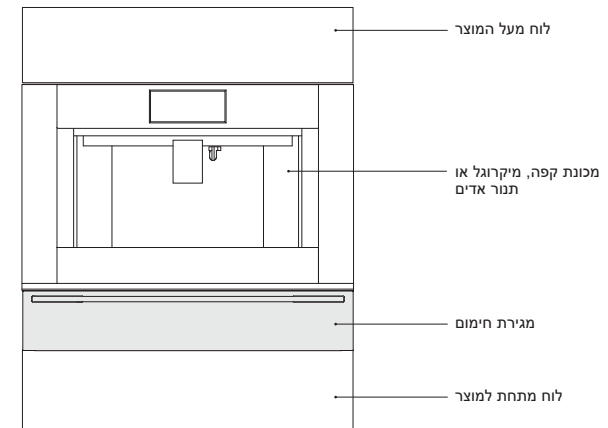 לוח מעל המוצר
מכונת קפה, מיקרוגל או
תנור אדים
מגירת חימום
לוח מתחת למוצר